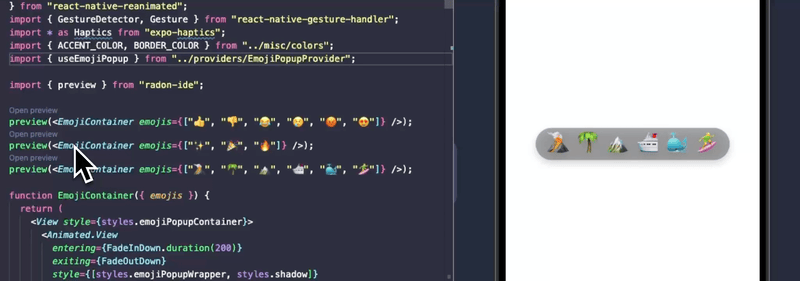 } from "react-native-reanimated";
import { GestureDetector, Gesture } from "react-native-gesture-handler";
import * as Haptics from "expo-haptics";
import { ACCENT_COLOR, BORDER_COLOR } from "../misc/colors";
import { useEmojiPopup } from "../providers/EmojiPopupProvider";
import { preview } from "radon-ide";
Open preview
preview(<EmojiContainer emojis={["👍", "👎", "😂", "😕", "😡", "😍"]} />);
Open preview
preview(<EmojiContainer emojis={["✨", "🎉", "🔥"]} />);
Open preview
preview(<EmojiContainer emojis={["🌋", "🌴", "🏔️", "🛳️", "🐳", "🏄"]} />);
function EmojiContainer({ emojis }) {
return (
<View style={styles.emojiPopupContainer}>
<Animated.View
entering={FadeInDown.duration(200)}
exiting={FadeOutDown}
style={[styles.emojiPopupWrapper, styles.shadow]}